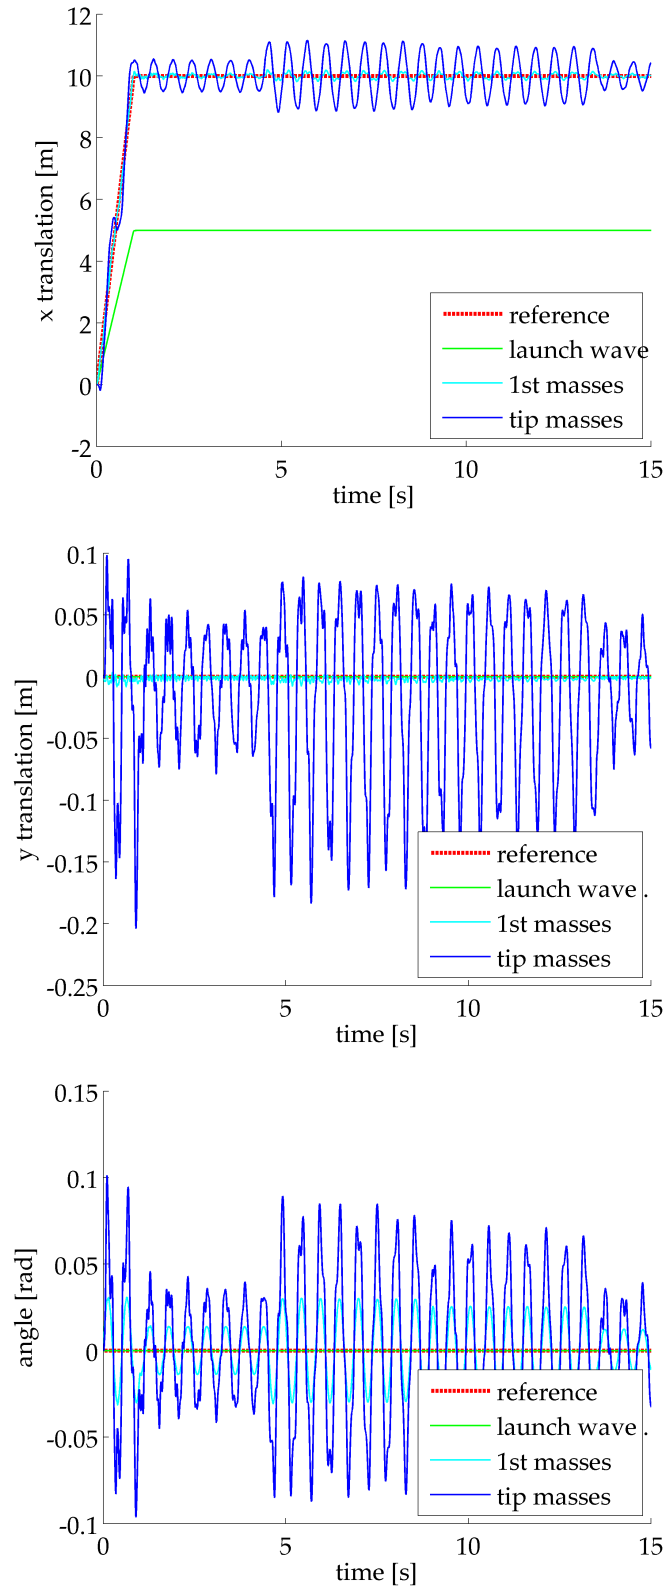 12
10
8
6
4
2
0
-2
x translation [m]
reference
launch wave
1st masses
tip masses
0 5 10 15
time [s]
0.1
0.05
0
-0.05
-0.1
-0.15
-0.2
-0.25
y translation [m]
reference
launch wave .
1st masses
tip masses
0 5 10 15
time [s]
0.15
0.1
0.05
0
-0.05
-0.1
angle [rad]
reference
launch wave .
1st masses
tip masses
0 5 10 15
time [s]